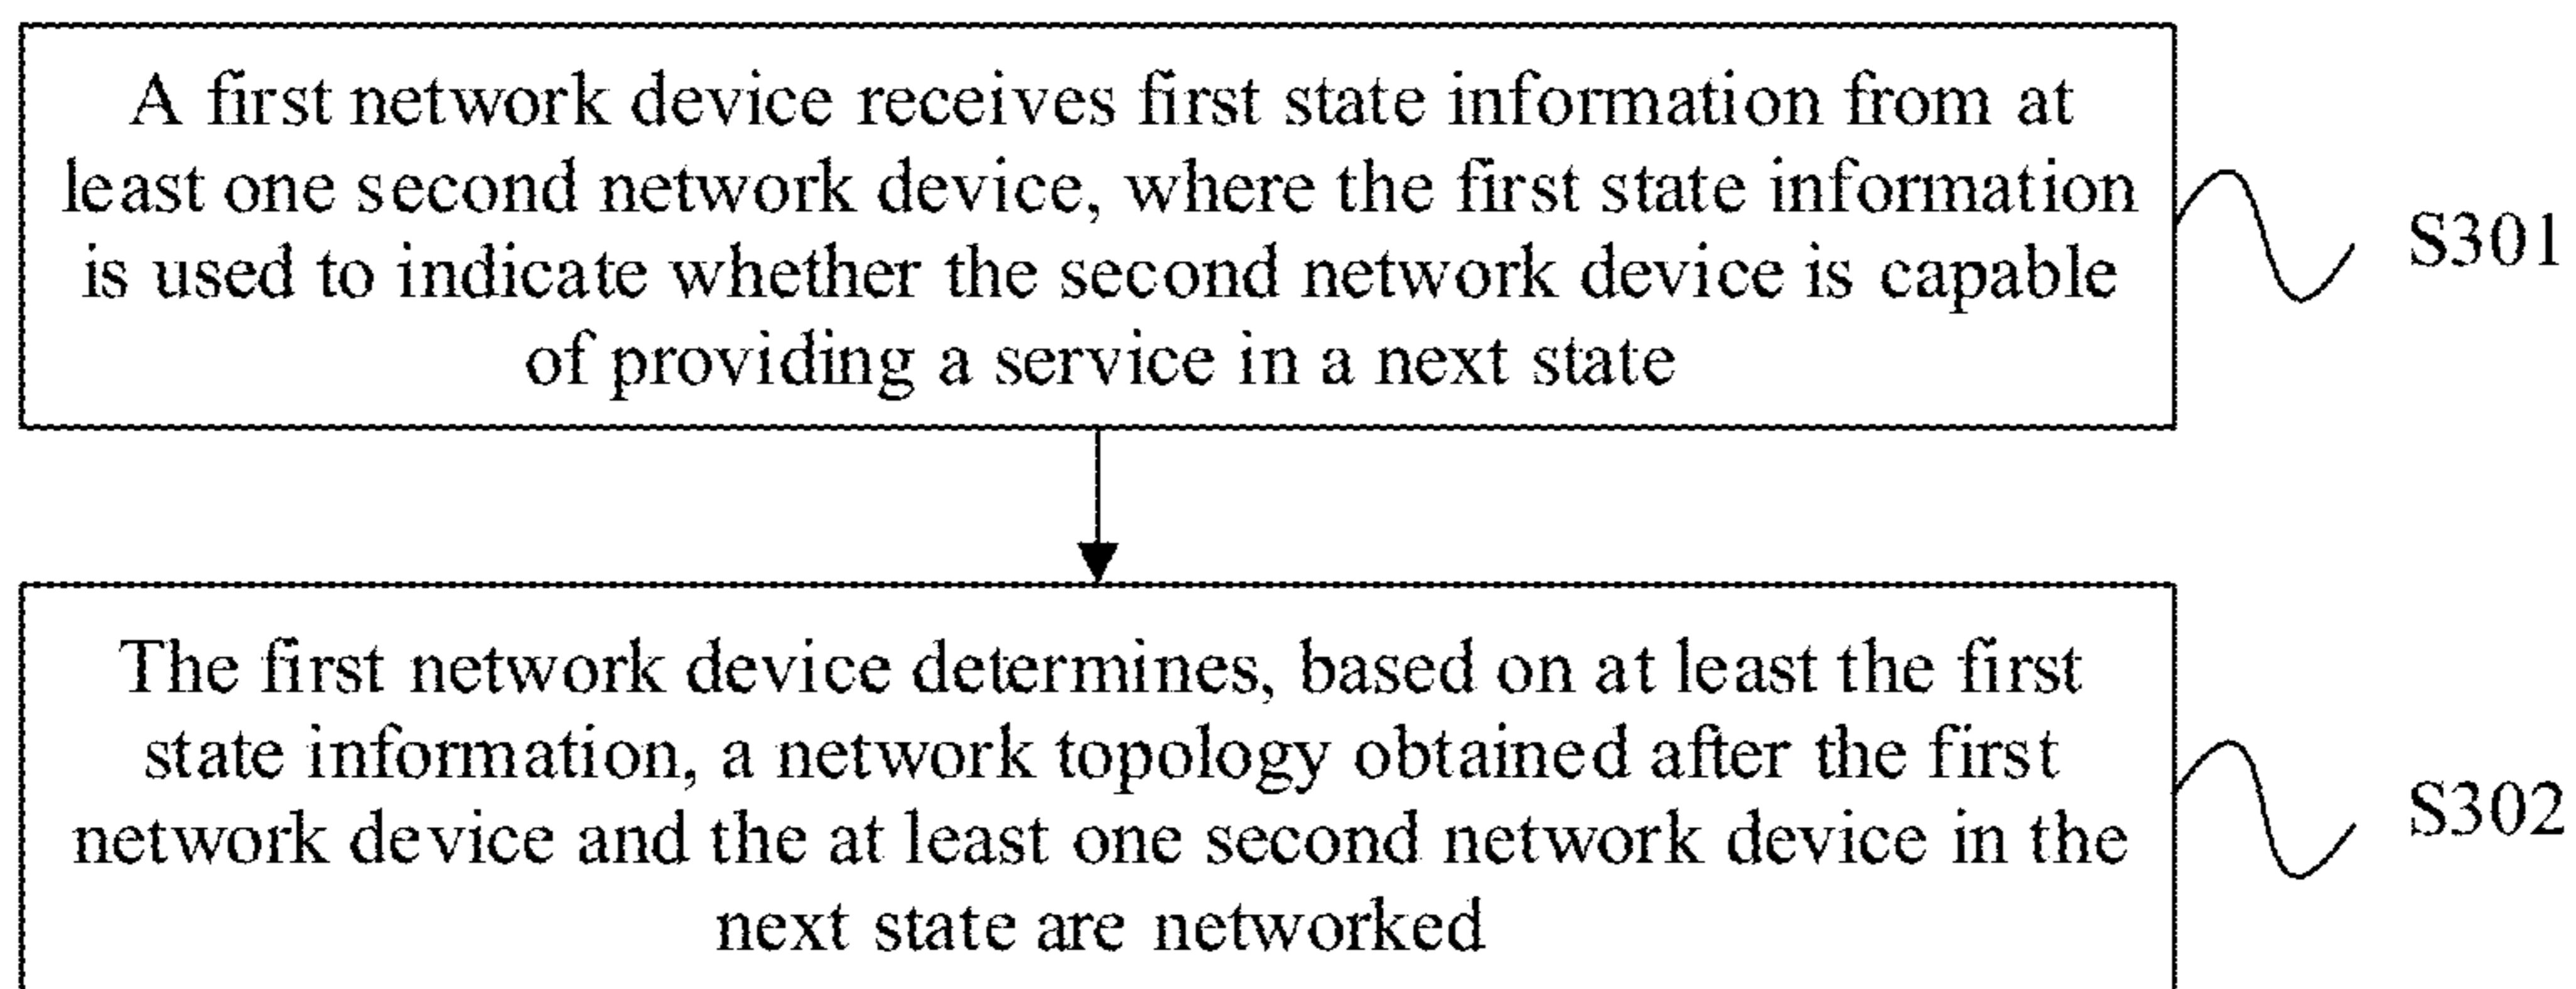 A first network device receives first state information from at
least one second network device, where the first state information
is used to indicate whether the second network device is capable
of providing a service in a next state
S301
The first network device determines, based on at least the first
state information, a network topology obtained after the first
network device and the at least one second network device in the
next state are networked
S302